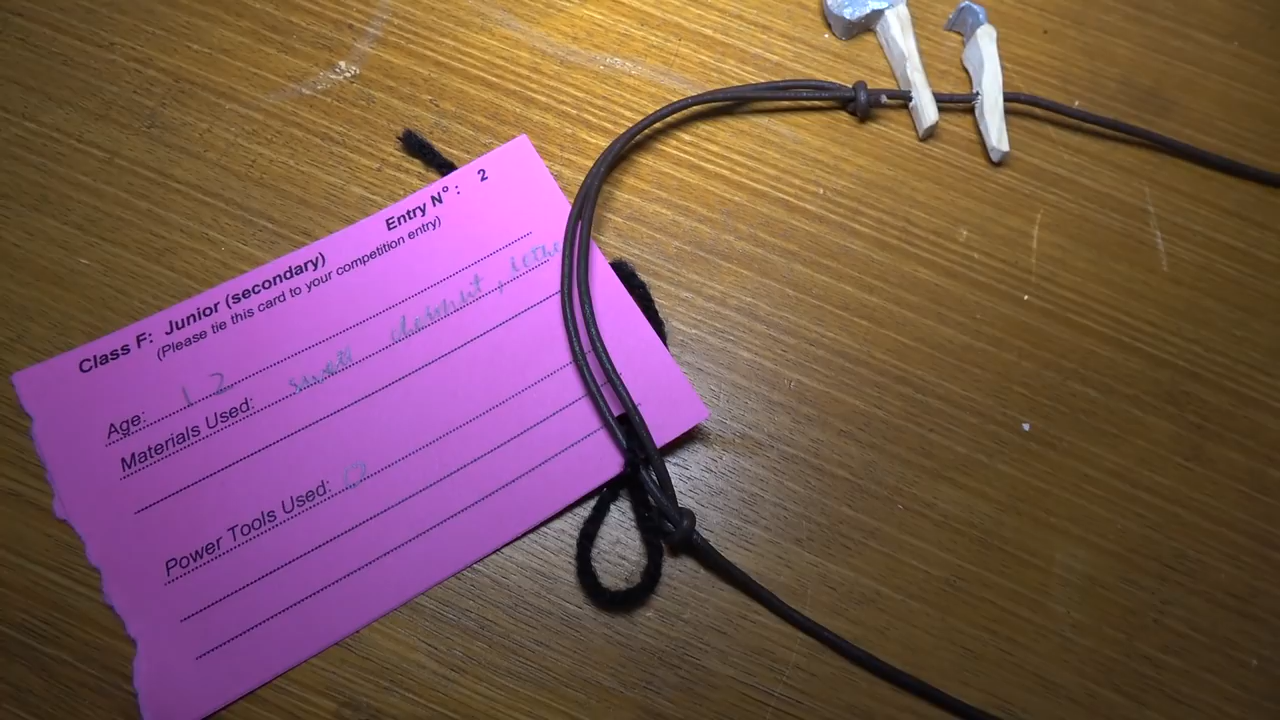 Entry Nº : 2
Class F: Junior (secondary)
(Please tie this card to your competition entry)
Age: 12
Materials Used: sweet chestnut ,
Power Tools Used: 0